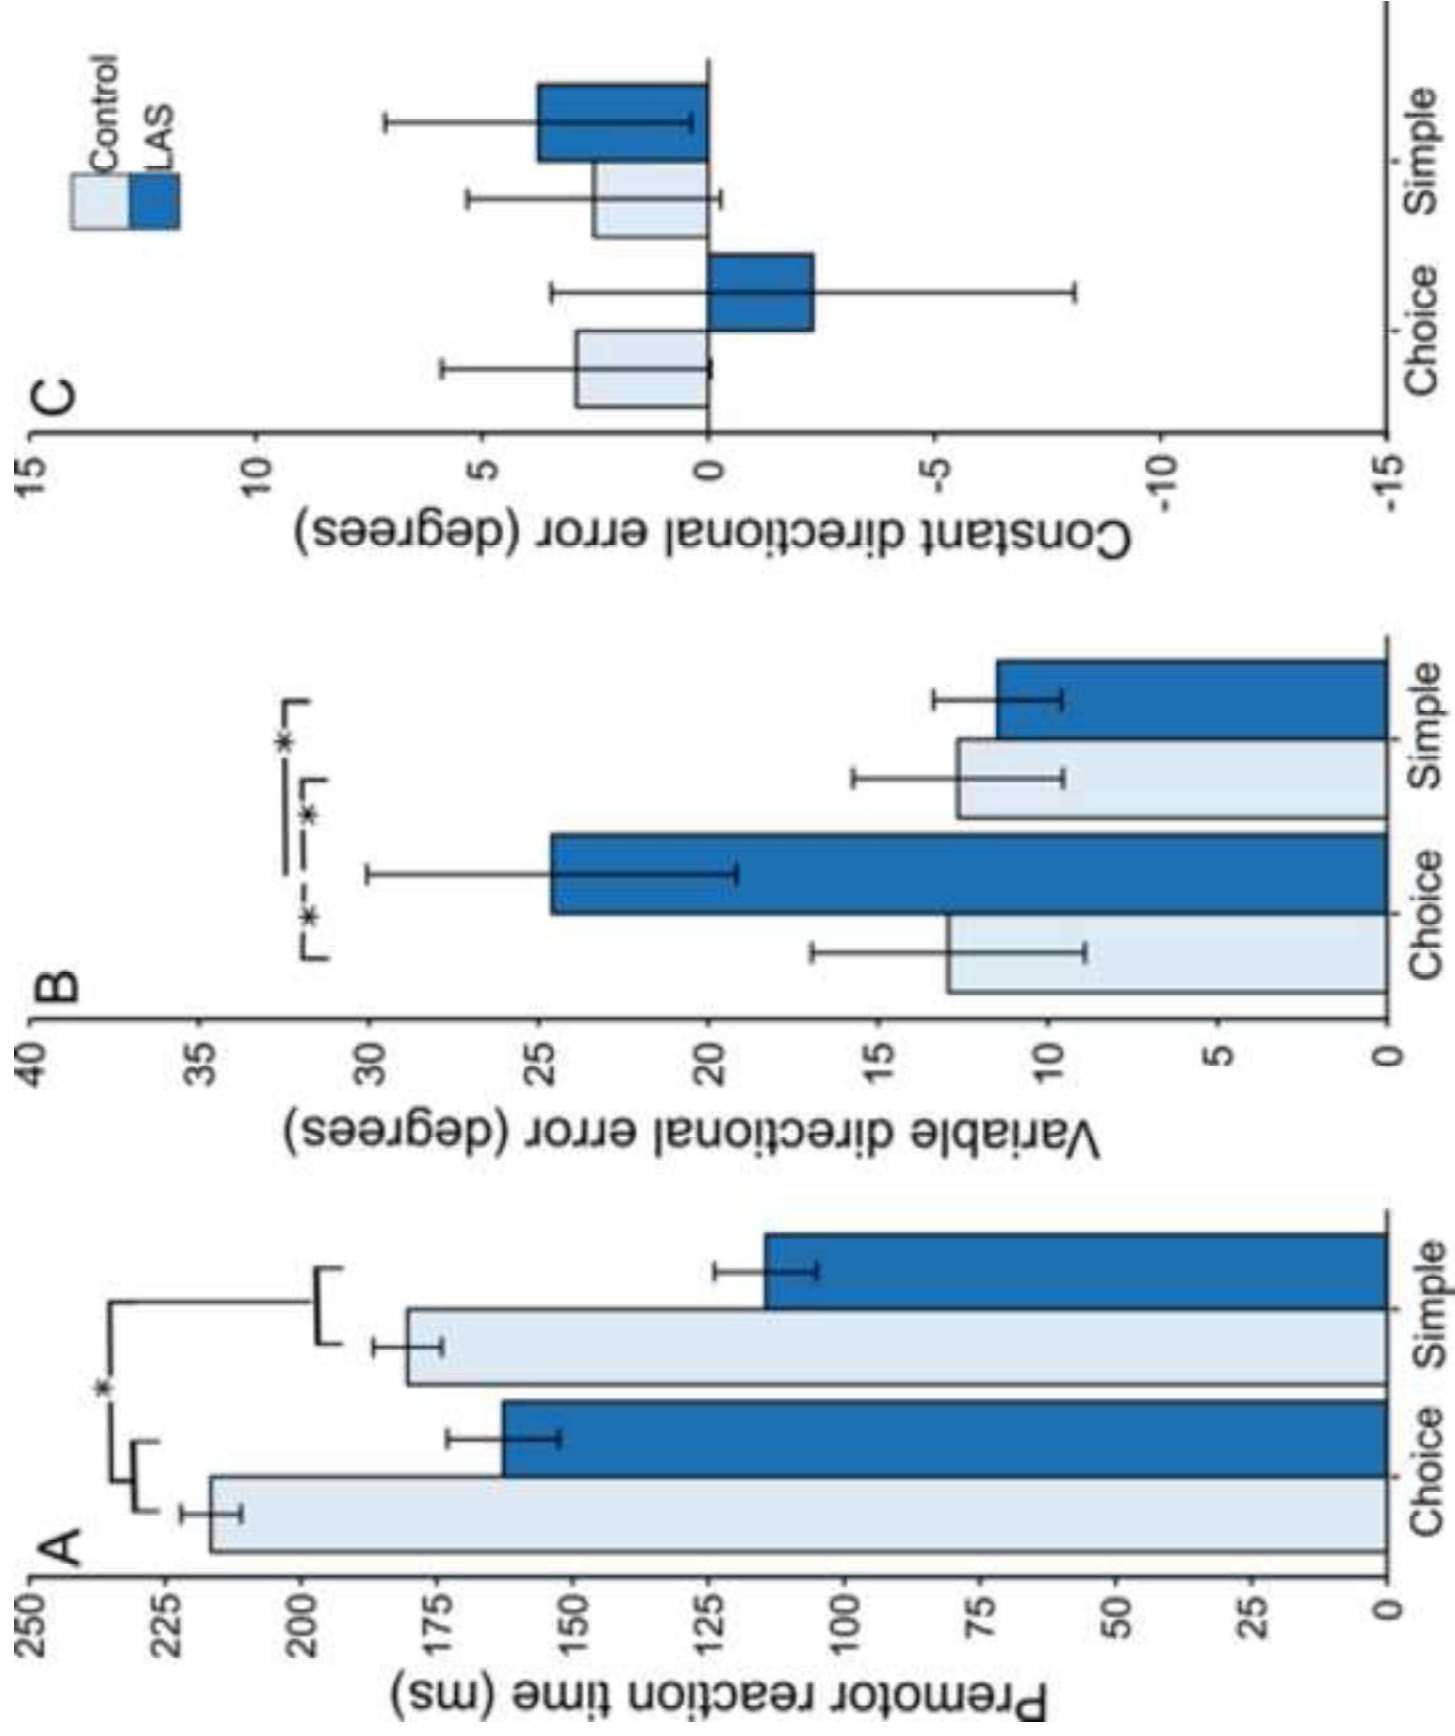 A
Premotor reaction time (ms)
250
225
200
175
150
125
100
75
50
25
0
*
Choice Simple
B
Variable directional error (degrees)
40
35
30
25
20
15
10
5
0
*
* *
Choice Simple
C
Constant directional error (degrees)
15
10
5
0
-5
-10
-15
Control
LAS
Choice Simple